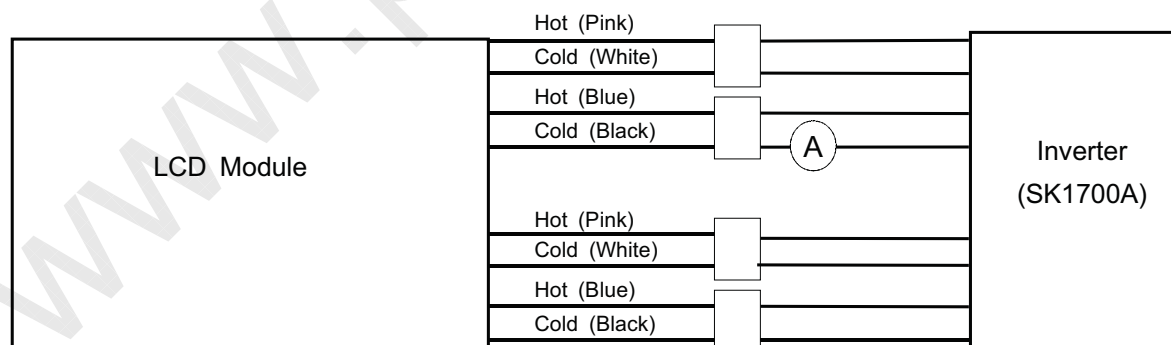 Hot (Pink)
Cold (White)
Hot (Blue)
Cold (Black)
A
LCD Module
Inverter
(SK1700A)
Hot (Pink)
Cold (White)
Hot (Blue)
Cold (Black)
www.